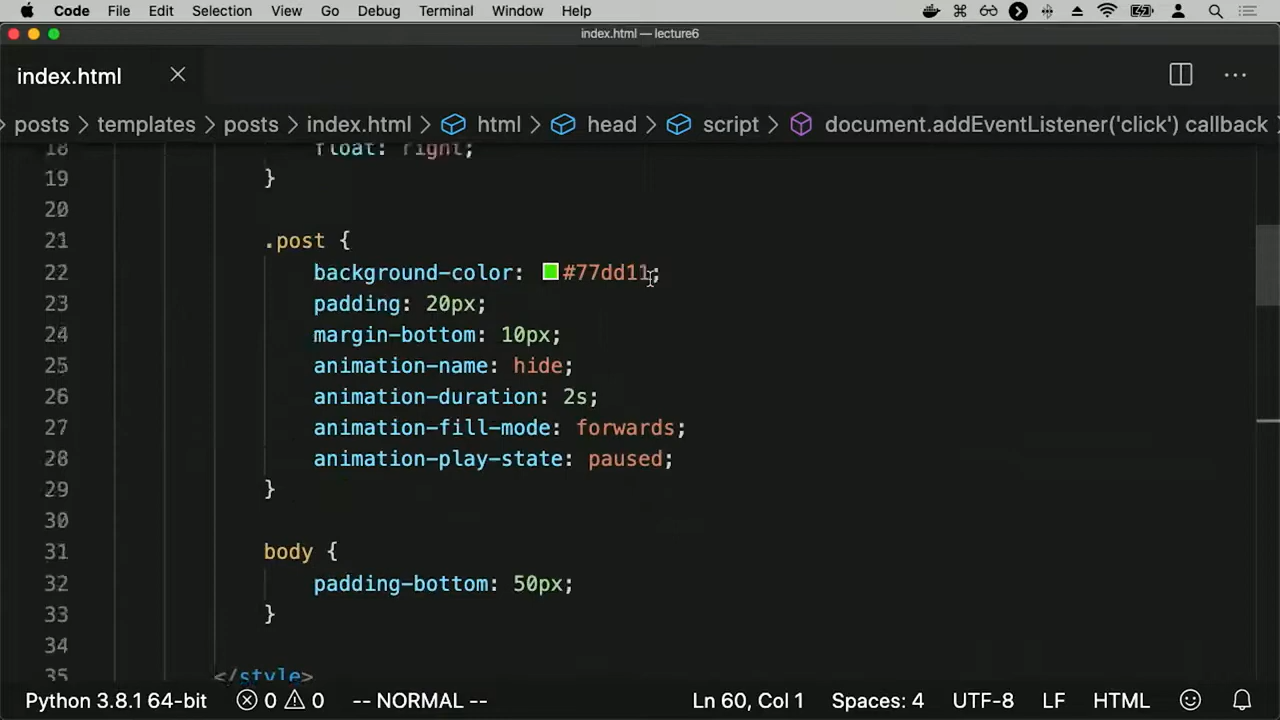 Code File Edit Selection View Go Debug Terminal Window Help
index.html — lecture6
index.html
posts > templates > posts > index.html > html > head > script > document.addEventListener('click') callback
18 float: right;
19 }
20
21 .post {
22 background-color: #77dd11;
23 padding: 20px;
24 margin-bottom: 10px;
25 animation-name: hide;
26 animation-duration: 2s;
27 animation-fill-mode: forwards;
28 animation-play-state: paused;
29 }
30
31 body {
32 padding-bottom: 50px;
33 }
34
35 </style>
Python 3.8.1 64-bit 0 0 -- NORMAL -- Ln 60, Col 1 Spaces: 4 UTF-8 LF HTML